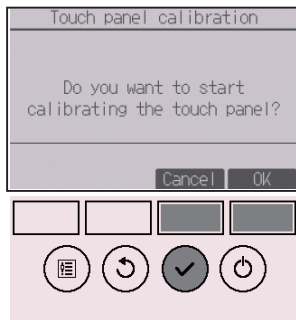 Touch panel calibration
Do you want to start
calibrating the touch panel?
Cancel OK